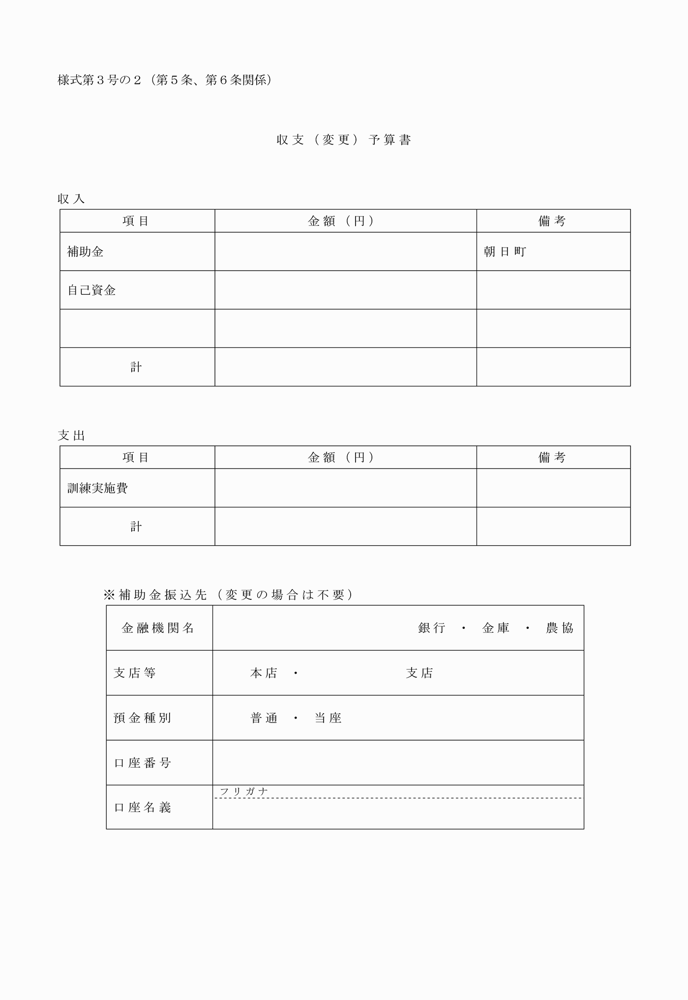 様式第３号の２（第５条、第６条関係）
収支（変更）予算書
収入
項目 金額（円） 備考
補助金 朝日町
自己資金
計
支出
項目 金額（円） 備考
訓練実施費
計
※補助金振込先（変更の場合は不要）
金融機関名 銀行 ・ 金庫 ・ 農協
支店等 本店 ・ 支店
預金種別 普通 ・ 当座
口座番号
フリガナ
口座名義